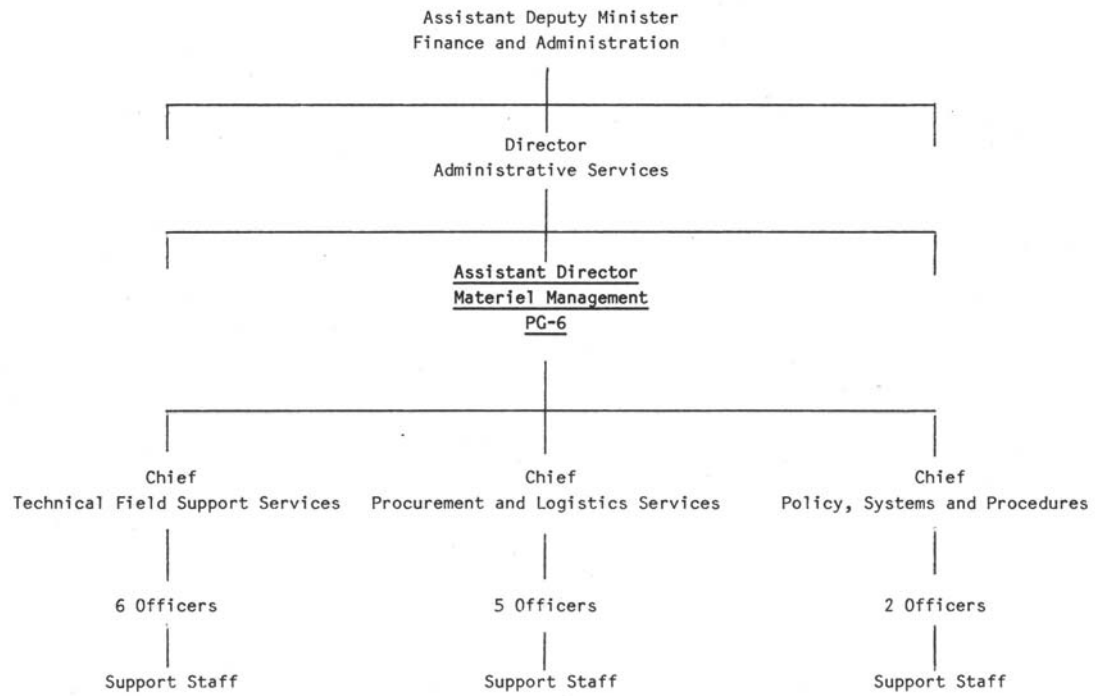 Assistant Deputy Minister
Finance and Administration
Director
Administrative Services
Assistant Director
Materiel Management
PG-6
Chief
Technical Field Support Services
Chief
Procurement and Logistics Services
Chief
Policy, Systems and Procedures
6 Officers
5 Officers
2 Officers
Support Staff
Support Staff
Support Staff